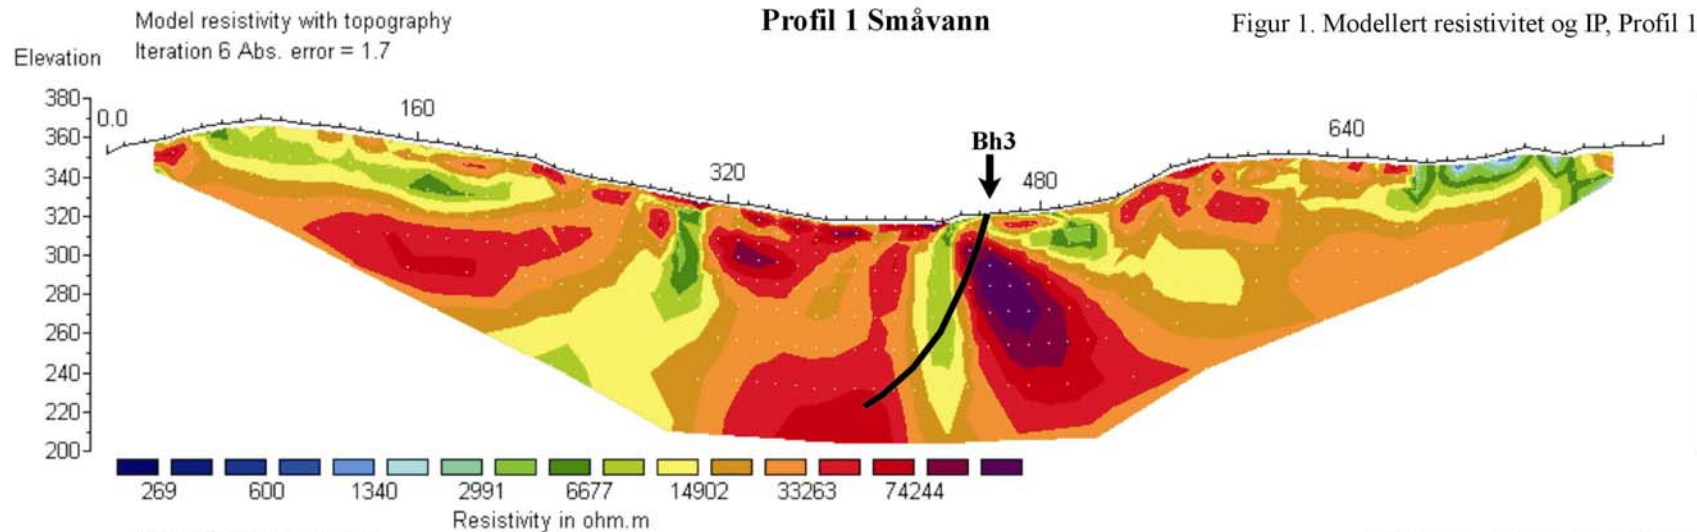 Model resistivity with topography
Profil 1 Småvann
Figur 1. Modellert resistivitet og IP, Profil 1
Iteration 6 Abs. error = 1.7
Elevation
380
0.0
160
360
640
Bh3
340
320
480
320
300
280
260
240
220
200
269 600 1340 2991 6677 14902 33263 74244
Resistivity in ohm.m